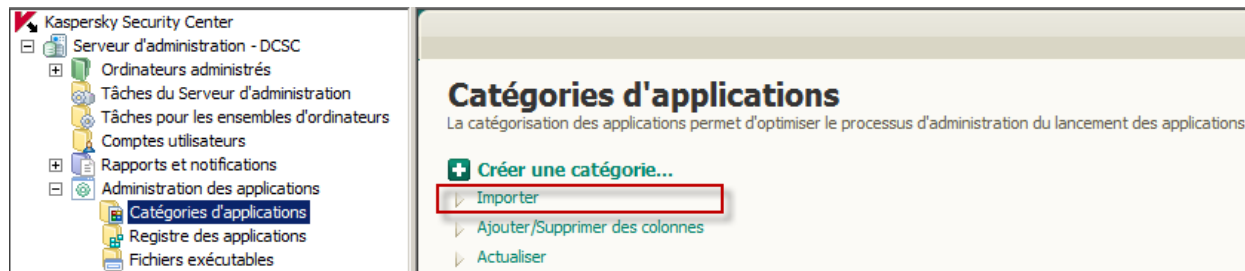 Kaspersky Security Center
Serveur d'administration - DCSC
Ordinateurs administrés
Tâches du Serveur d'administration
Tâches pour les ensembles d'ordinateurs
Comptes utilisateurs
Rapports et notifications
Administration des applications
Catégories d'applications
Registre des applications
Fichiers exécutables
Catégories d'applications
La catégorisation des applications permet d'optimiser le processus d'administration du lancement des applications
Créer une catégorie...
Importer
Ajouter/Supprimer des colonnes
Actualiser